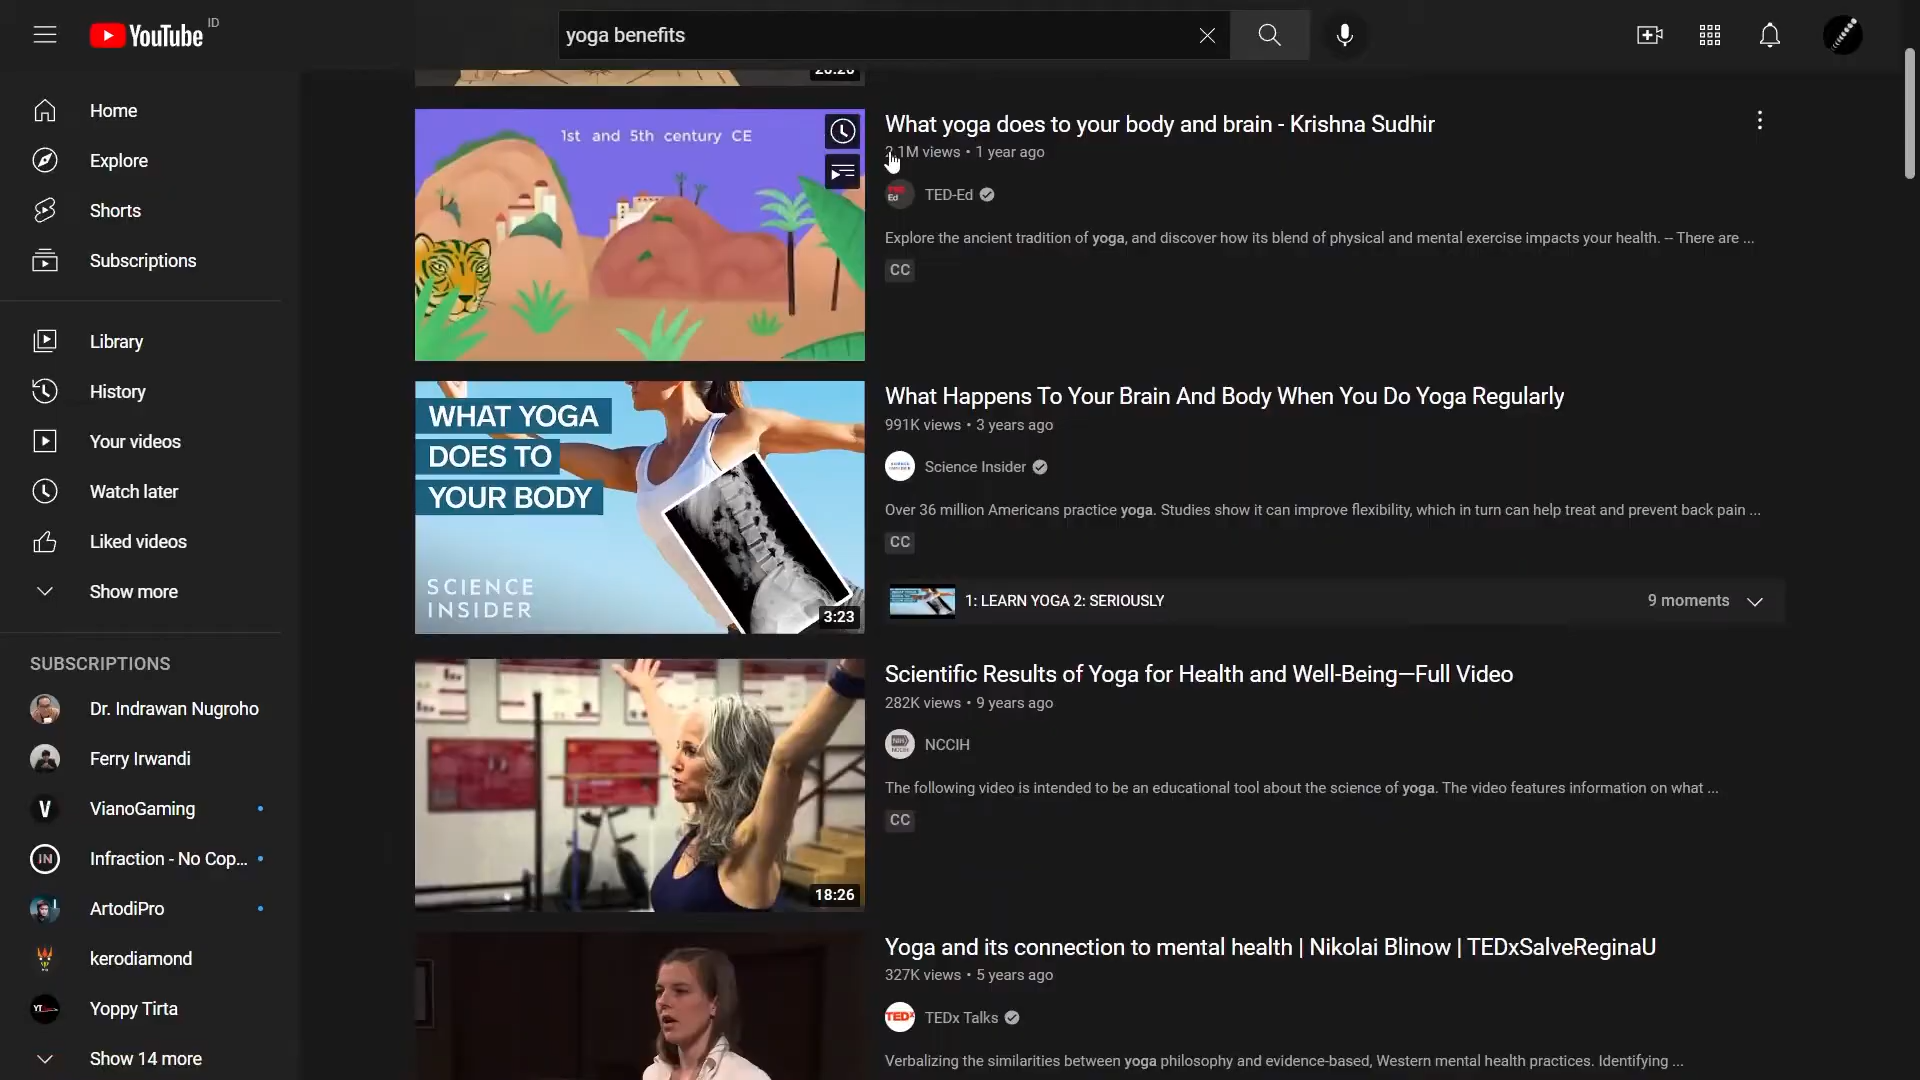 YouTube ID
yoga benefits
Home
Explore
Shorts
Subscriptions
Library
History
Your videos
Watch later
Liked videos
Show more
SUBSCRIPTIONS
Dr. Indrawan Nugroho
Ferry Irwandi
V VianoGaming
IN Infraction - No Cop...
ArtodiPro
kerodiamond
YT Yoppy Tirta
Show 14 more
1st and 5th century CE
What yoga does to your body and brain - Krishna Sudhir
2.1M views • 1 year ago
Ed TED-Ed
Explore the ancient tradition of yoga, and discover how its blend of physical and mental exercise impacts your health. -- There are ...
CC
WHAT YOGA
DOES TO
YOUR BODY
SCIENCE
INSIDER
3:23
What Happens To Your Brain And Body When You Do Yoga Regularly
991K views • 3 years ago
Science Insider
Over 36 million Americans practice yoga. Studies show it can improve flexibility, which in turn can help treat and prevent back pain ...
CC
1: LEARN YOGA 2: SERIOUSLY
9 moments
18:26
Scientific Results of Yoga for Health and Well-Being—Full Video
282K views • 9 years ago
NCCIH
The following video is intended to be an educational tool about the science of yoga. The video features information on what ...
CC
Yoga and its connection to mental health | Nikolai Blinow | TEDxSalveReginaU
327K views • 5 years ago
TEDx TEDx Talks
Verbalizing the similarities between yoga philosophy and evidence-based, Western mental health practices. Identifying ...